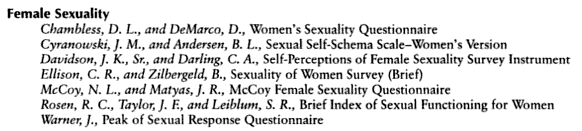 Female Sexuality
Chambless, D. L., and DeMarco, D., Women's Sexuality Questionnaire
Cyranowski, J. M., and Andersen, B. L., Sexual Self-Schema Scale–Women's Version
Davidson, J. K., Sr., and Darling, C. A., Self-Perceptions of Female Sexuality Survey Instrument
Ellison, C. R., and Zilbergeld, B., Sexuality of Women Survey (Brief)
McCoy, N. L., and Matyas, J. R., McCoy Female Sexuality Questionnaire
Rosen, R. C., Taylor, J. F., and Leiblum, S. R., Brief Index of Sexual Functioning for Women
Warner, J., Peak of Sexual Response Questionnaire